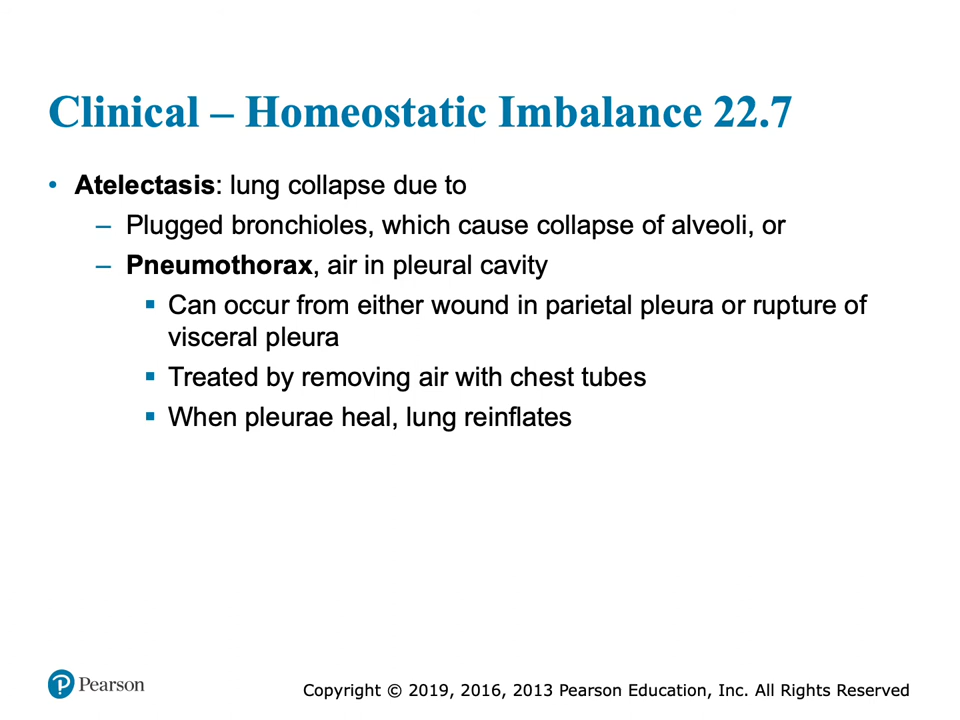 Clinical – Homeostatic Imbalance 22.7
• Atelectasis: lung collapse due to
– Plugged bronchioles, which cause collapse of alveoli, or
– Pneumothorax, air in pleural cavity
▪ Can occur from either wound in parietal pleura or rupture of
visceral pleura
▪ Treated by removing air with chest tubes
▪ When pleurae heal, lung reinflates
P Pearson
Copyright © 2019, 2016, 2013 Pearson Education, Inc. All Rights Reserved